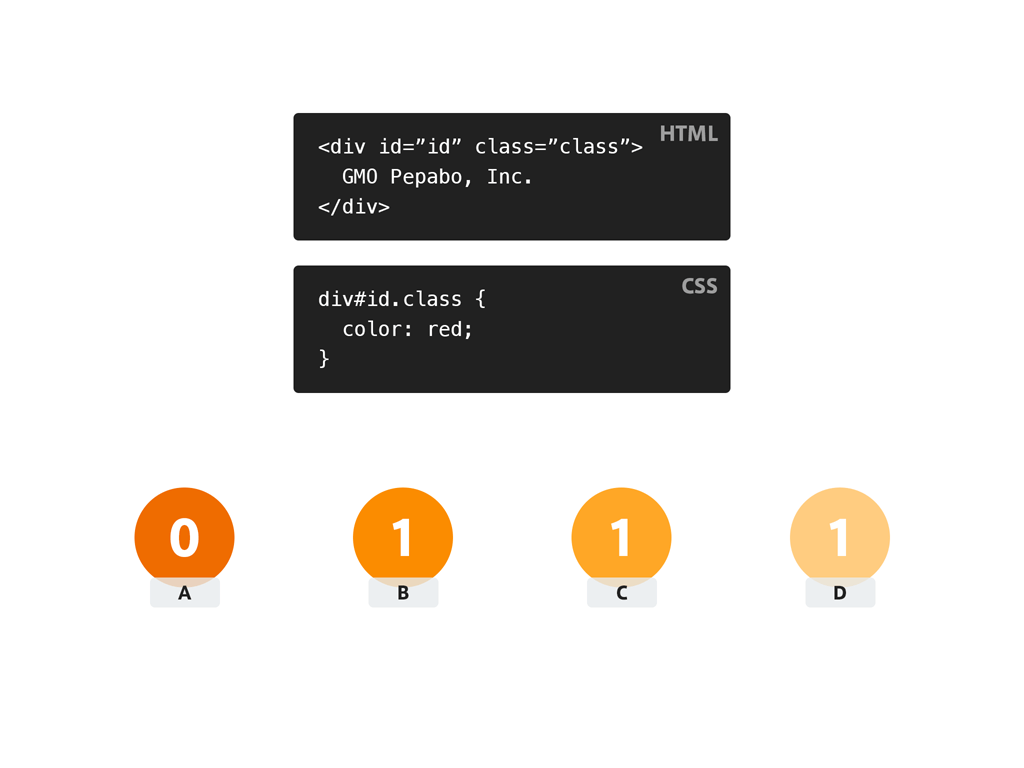 HTML
<div id=”id” class=”class”>
  GMO Pepabo, Inc.
</div>
CSS
div#id.class {
  color: red;
}
0 1 1 1
A B C D